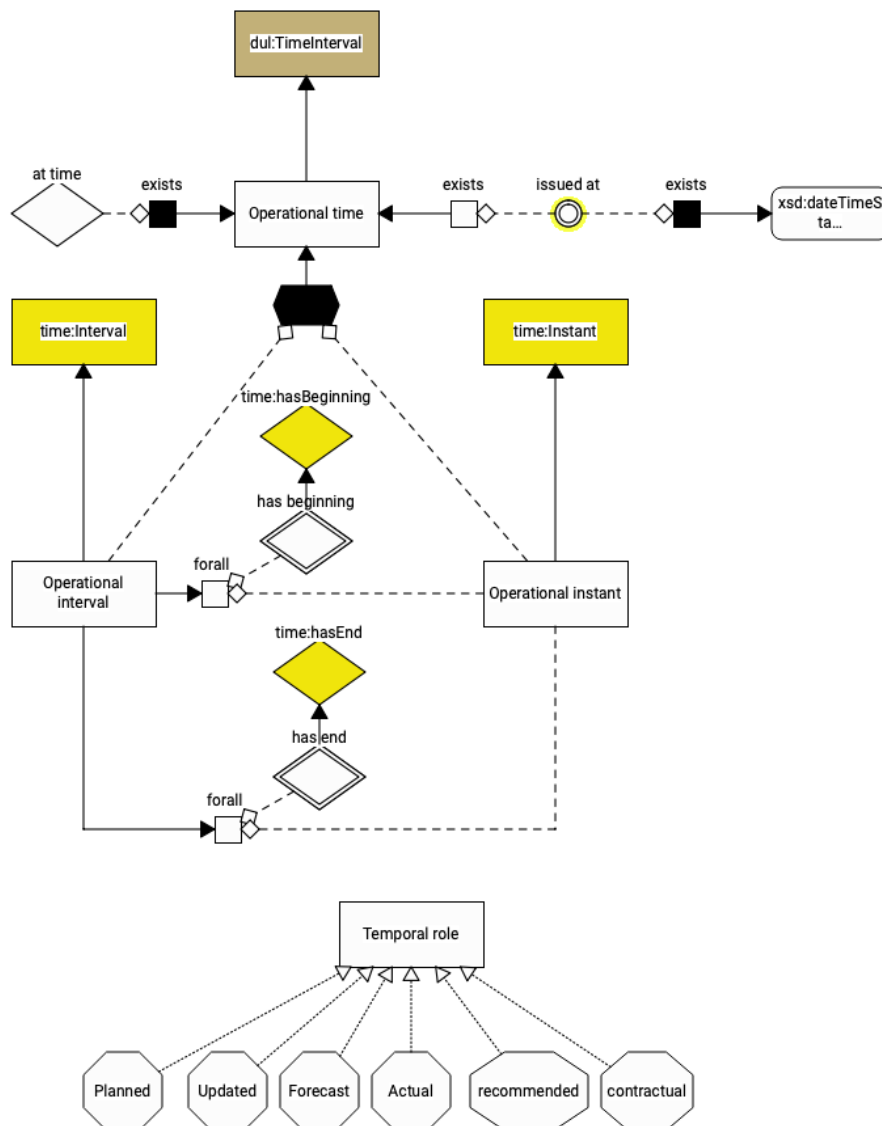 dul:TimeInterval
at time
exists
Operational time
exists
issued at
exists
xsd:dateTimeS
ta...
time:Interval
time:Instant
time:hasBeginning
has beginning
forall
Operational
interval
Operational instant
time:hasEnd
has end
forall
Temporal role
Planned
Updated
Forecast
Actual
recommended
contractual